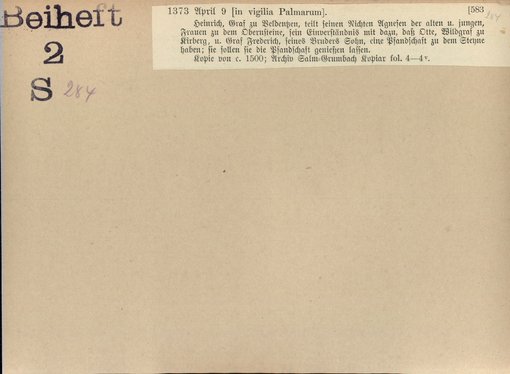 Beiheft
2
S 284
1373 April 9 [in vigilia Palmarum]. [583
Heinrich, Graf zu Veldentzen, teilt seinen Nichten Agnesen der alten u. jungen,
Frauen zu dem Obernsteine, sein Einverständnis mit dazu, daß Otte, Wildgraf zu
Kirberg, u. Graf Frederich, seines Bruders Sohn, eine Pfandschaft zu dem Steyne
haben; sie sollen sie die Pfandschaft genießen lassen.
Kopie von c. 1500; Archiv Salm-Grumbach Kopiar fol. 4—4v.